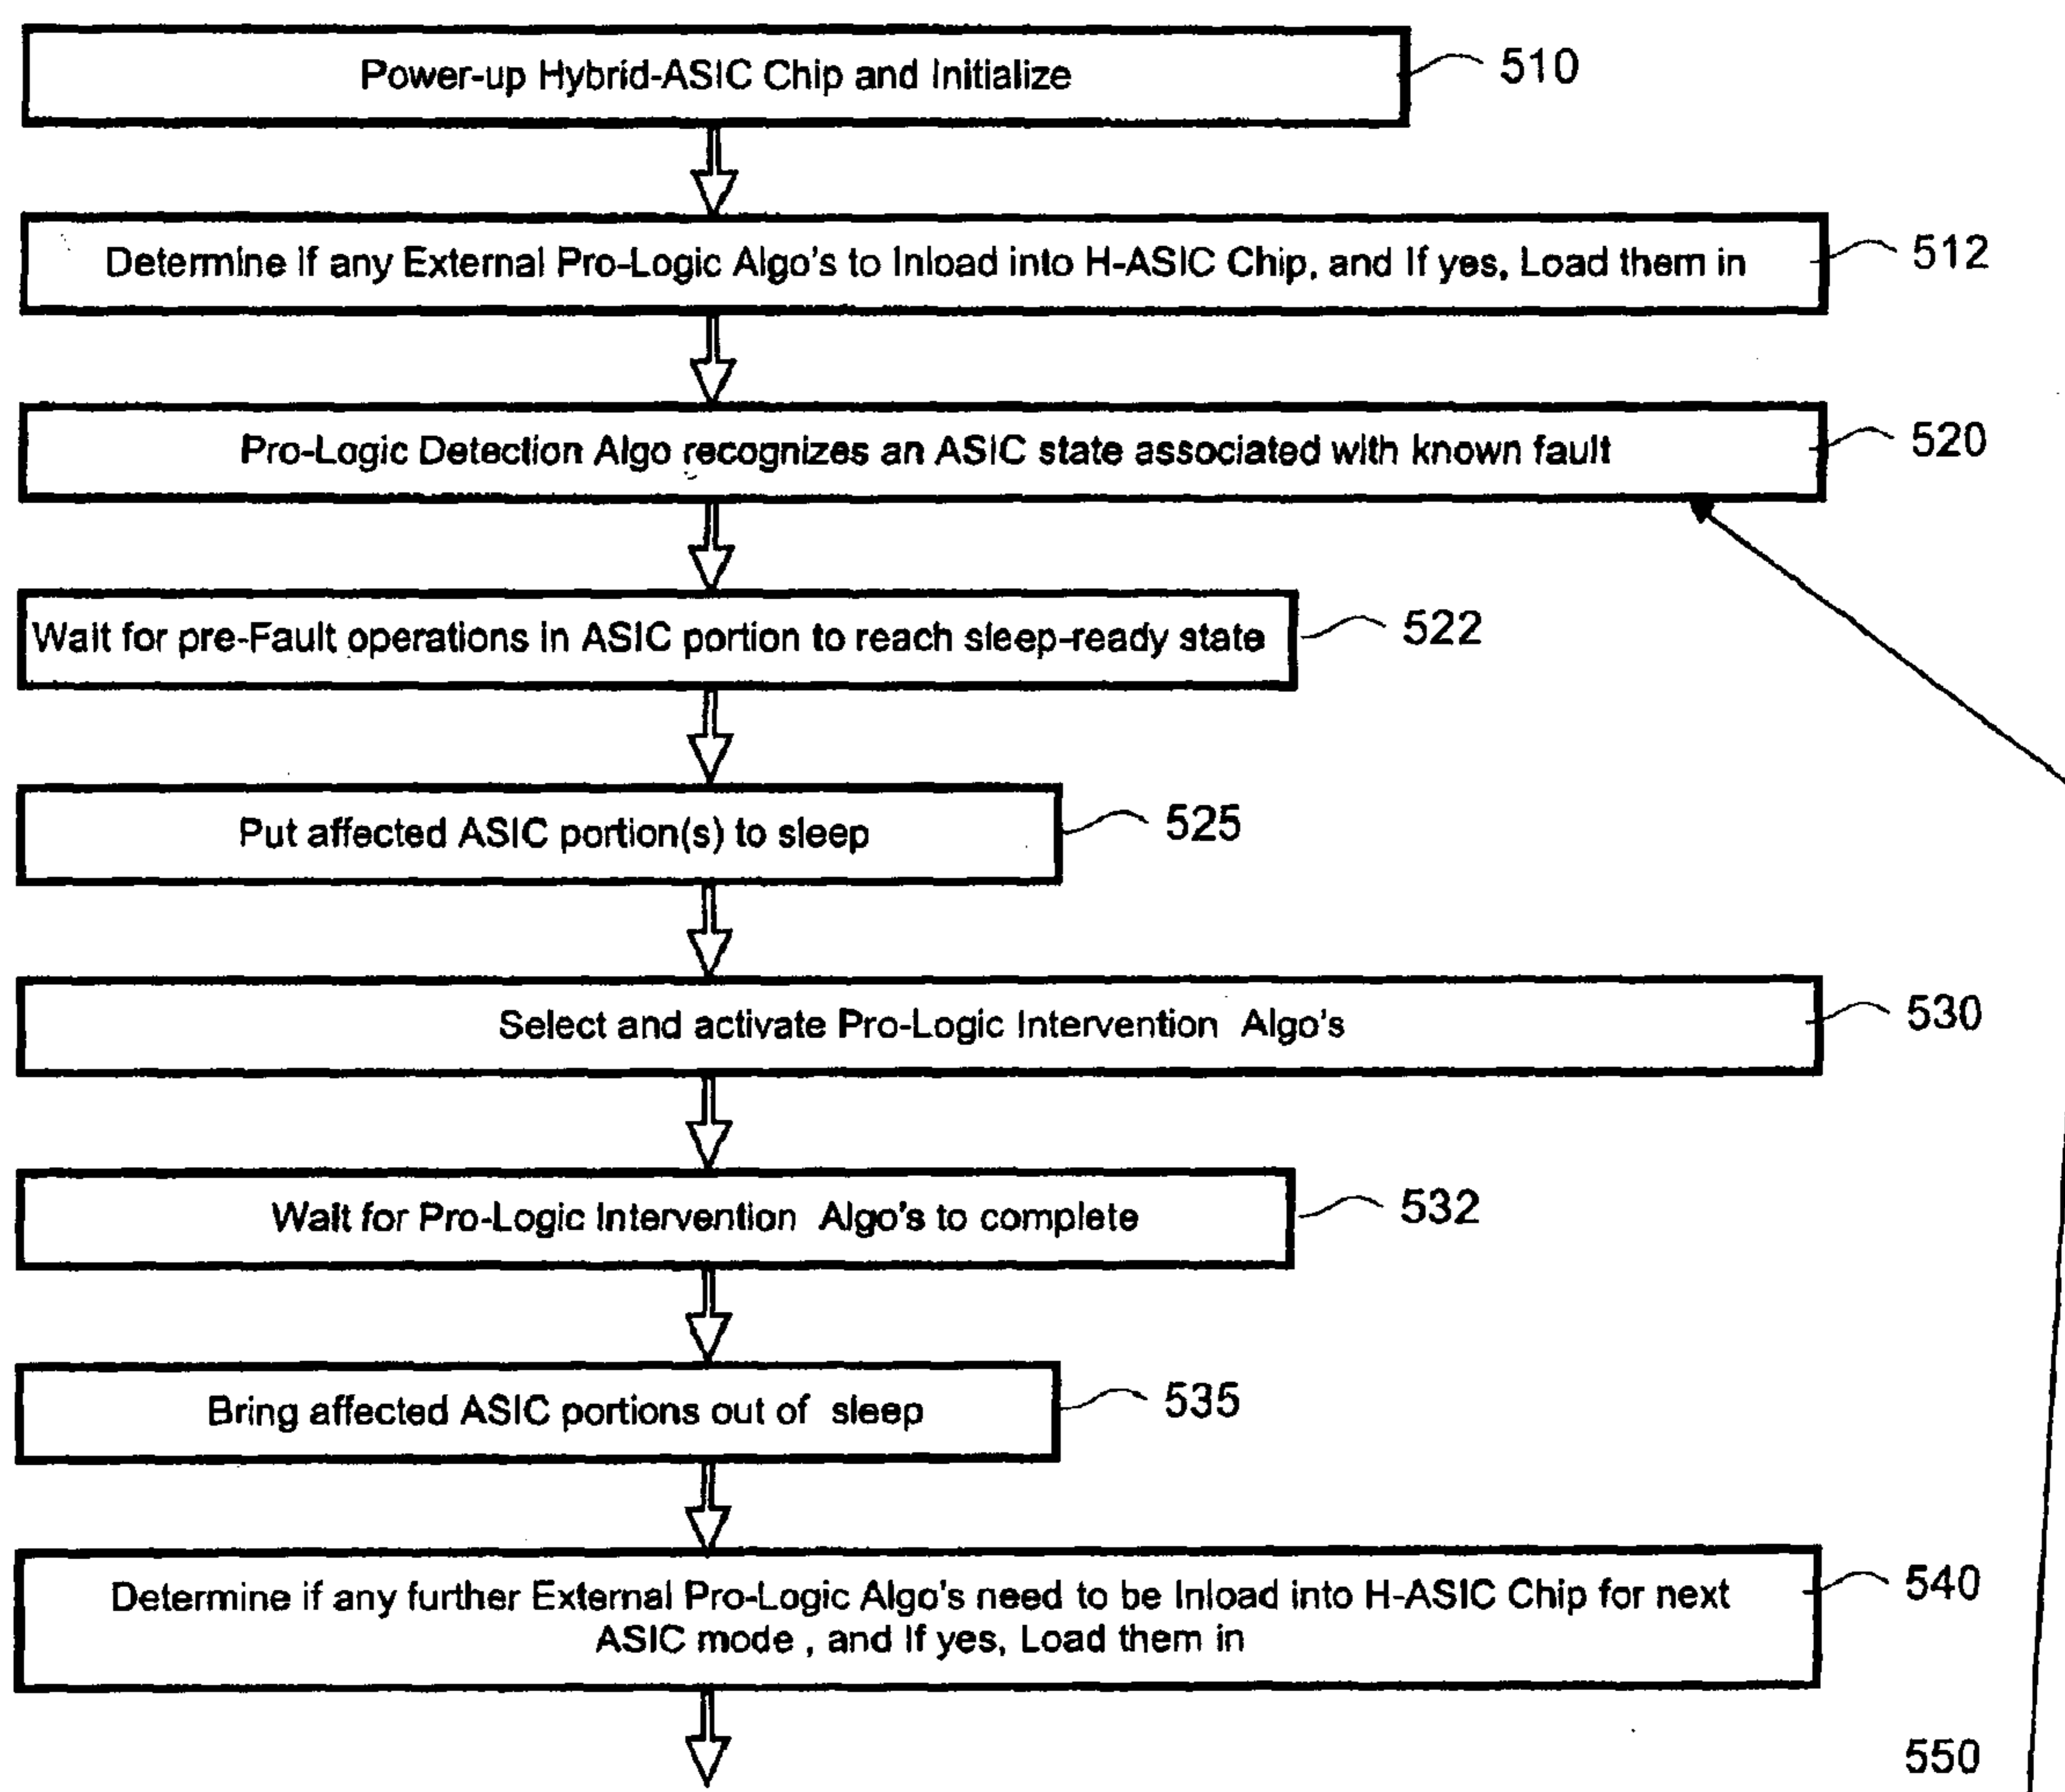 Power-up Hybrid-ASIC Chip and Initialize
510
Determine if any External Pro-Logic Algo's to Inload into H-ASIC Chip, and If yes, Load them in
512
Pro-Logic Detection Algo recognizes an ASIC state associated with known fault
520
Wait for pre-Fault operations in ASIC portion to reach sleep-ready state
522
Put affected ASIC portion(s) to sleep
525
Select and activate Pro-Logic Intervention Algo's
530
Wait for Pro-Logic Intervention Algo's to complete
532
Bring affected ASIC portions out of sleep
535
Determine if any further External Pro-Logic Algo's need to be Inload into H-ASIC Chip for next
ASIC mode , and If yes, Load them in
540
550